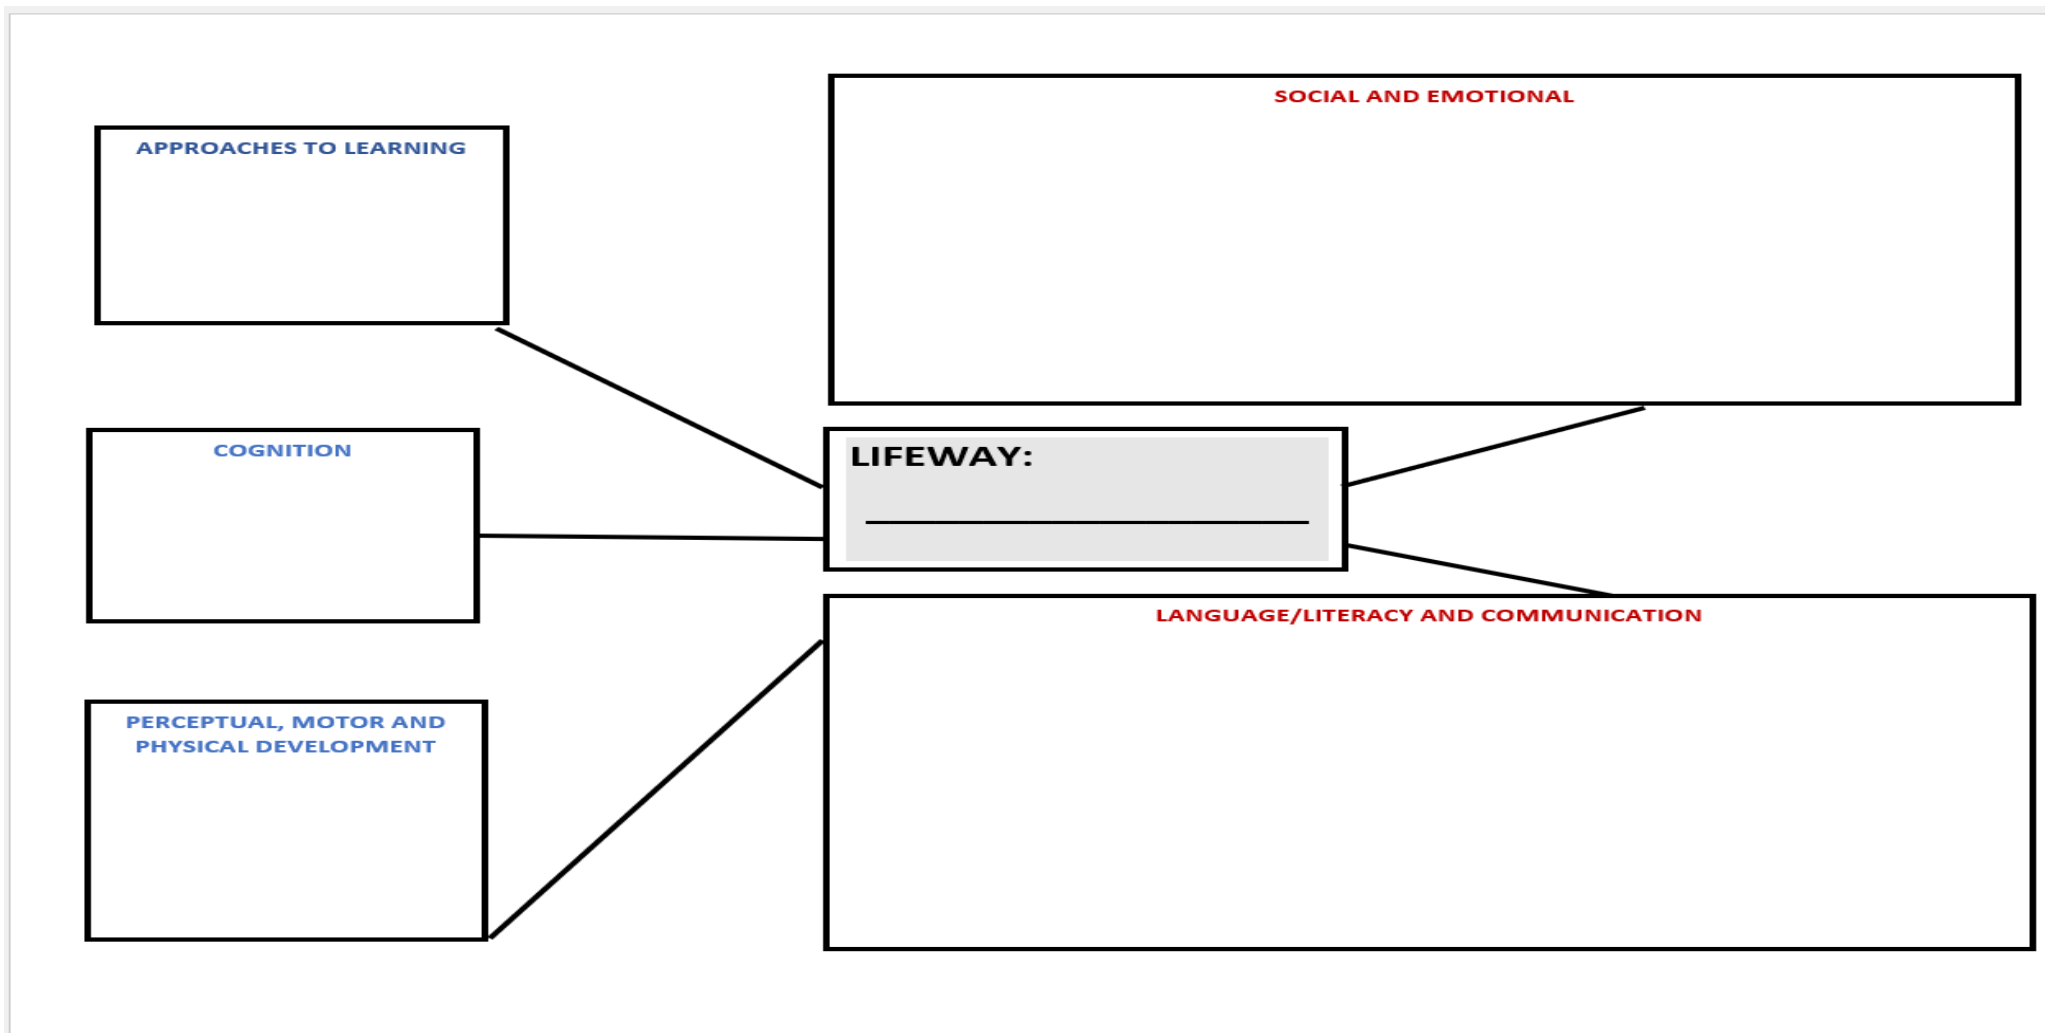 SOCIAL AND EMOTIONAL
APPROACHES TO LEARNING
COGNITION
LIFEWAY:
LANGUAGE/LITERACY AND COMMUNICATION
PERCEPTUAL, MOTOR AND
PHYSICAL DEVELOPMENT